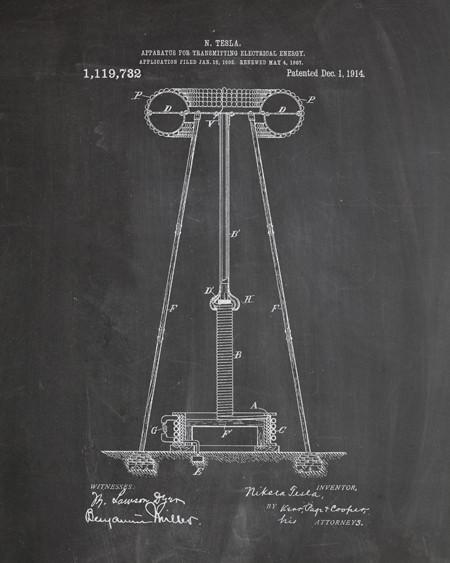 N. TESLA.
APPARATUS FOR TRANSMITTING ELECTRICAL ENERGY.
APPLICATION FILED JAN. 18, 1902. RENEWED MAY 4, 1907.
1,119,732 Patented Dec. 1, 1914.
P D D P
V
B'
D' H
F F
B
A
G F' C
E
WITNESSES: INVENTOR,
M. Lawson Dyer Nikola Tesla
Benjamin Miller. BY Kerr, Page & Cooper
his ATTORNEYS.